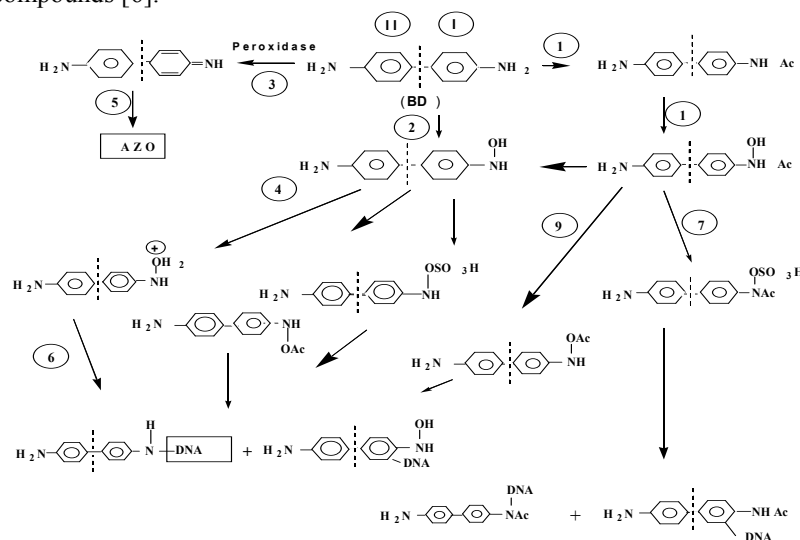 compounds [6].
II I
Peroxidase
H2N =NH
3
H2N NH2
1
H2N NH Ac
(BD)
5
2
1
AZO
OH
H2N NH
OH
H2N NH Ac
4
9
7
+
OH2
H2N NH
OSO3H
H2N NH
OSO3H
H2N NAc
H2N NH
OAc
OAc
H2N NH
6
H
H2N N DNA
+
OH
H2N NH
DNA
DNA
H2N NAc
+
H2N NH Ac
DNA